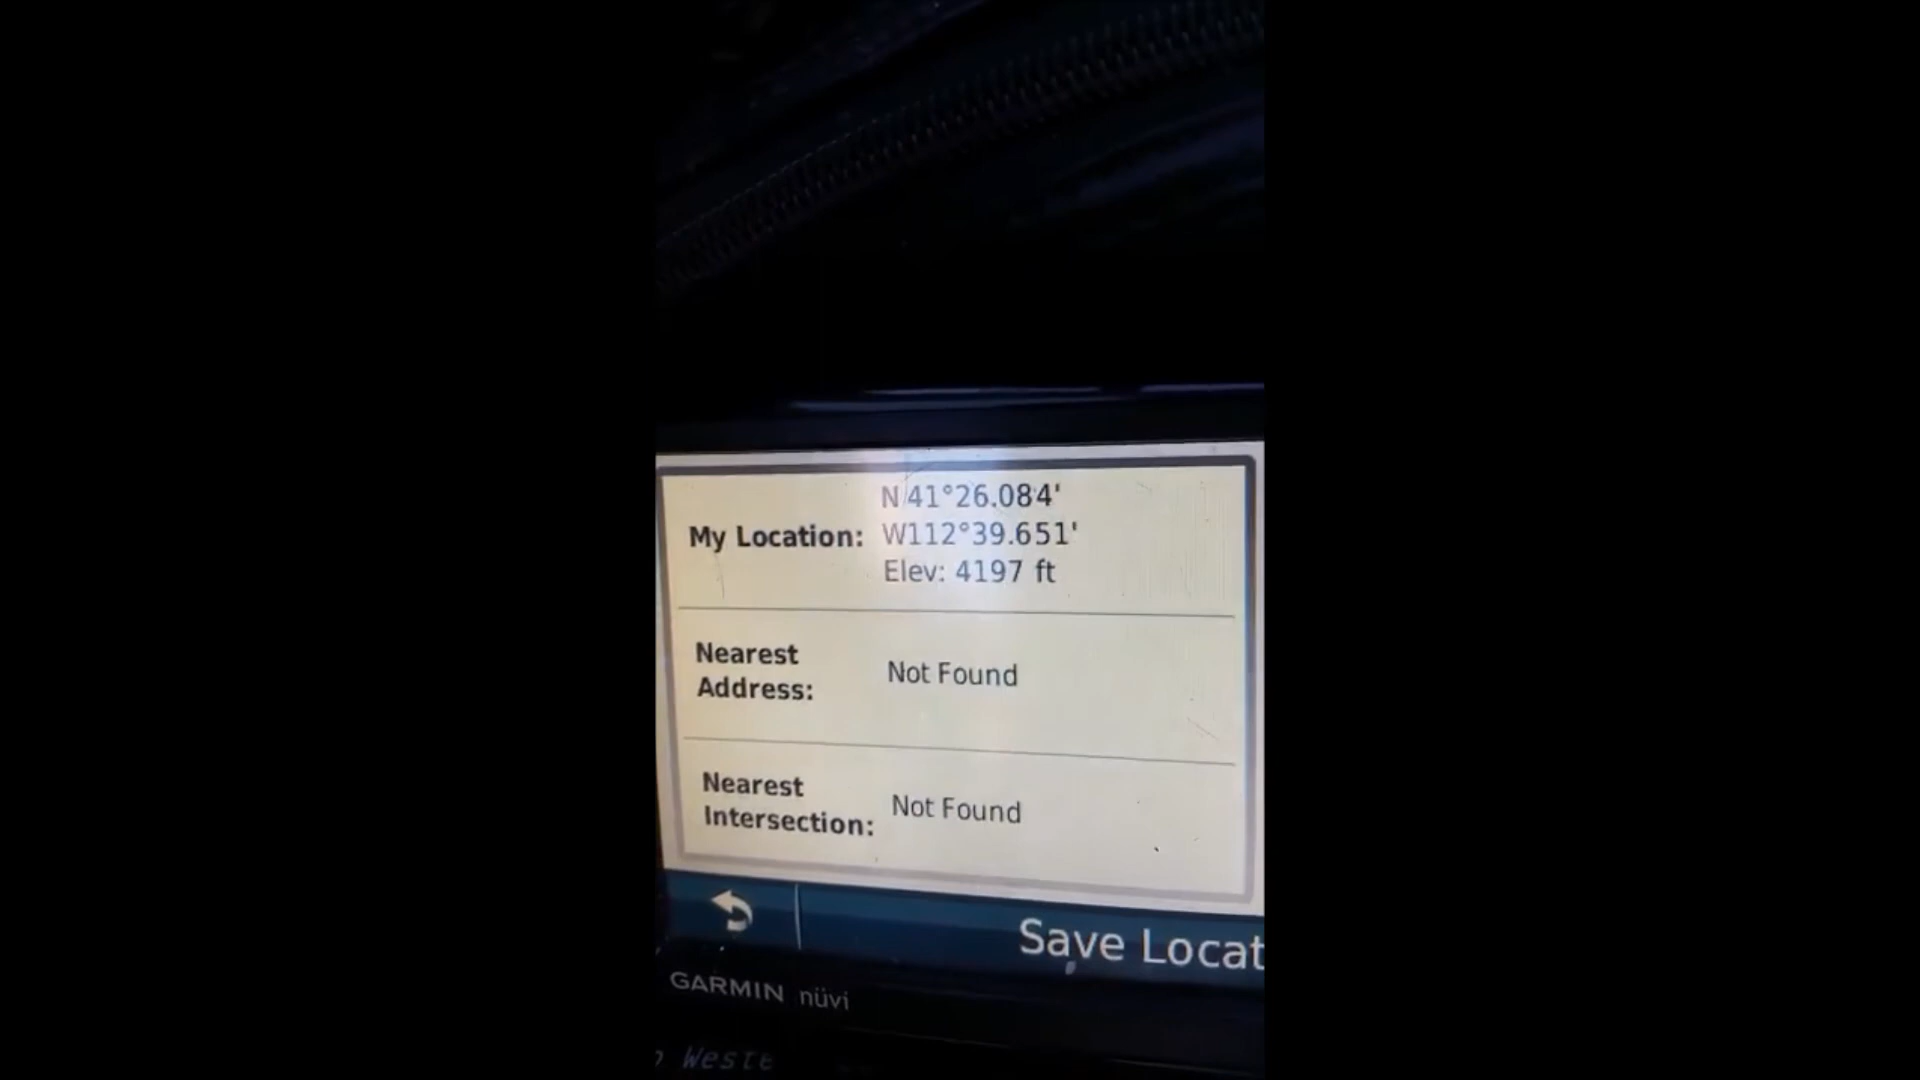 N 41°26.084'
My Location: W112°39.651'
Elev: 4197 ft
Nearest
Address: Not Found
Nearest
Intersection: Not Found
Save Locat
GARMIN nüvi
Weste